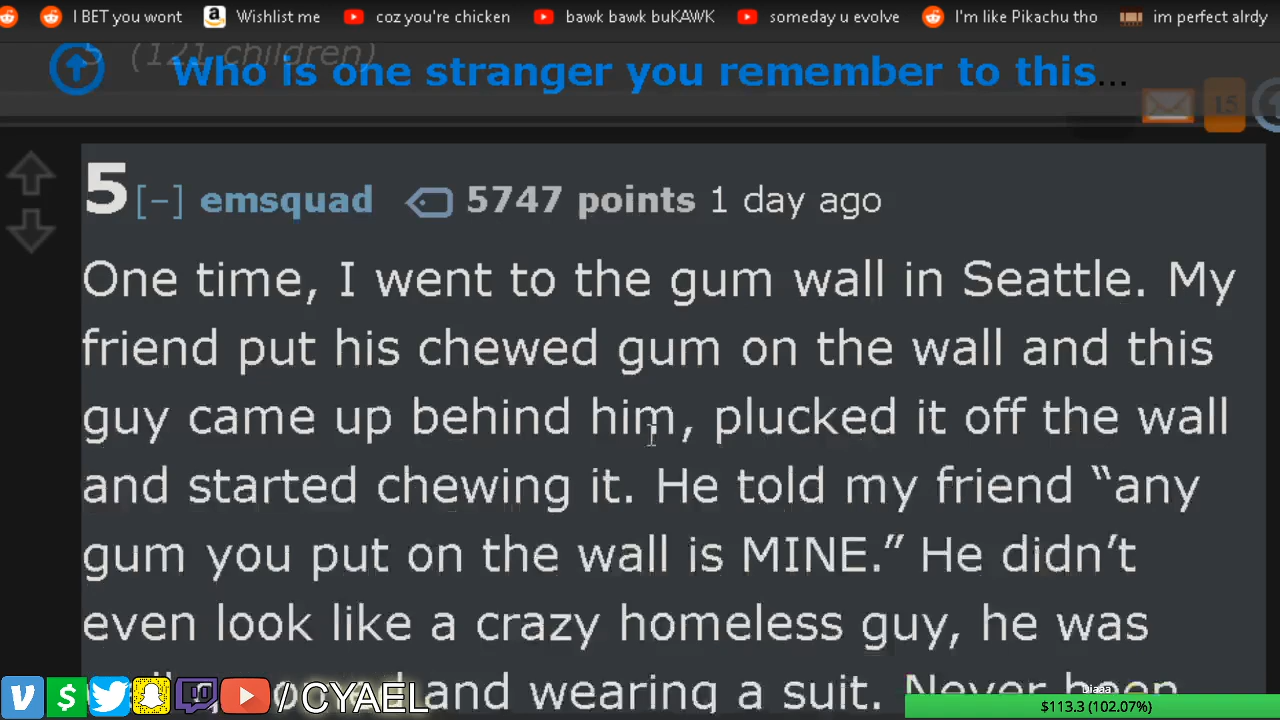 I BET you wont
Wishlist me
coz you're chicken
bawk bawk buKAWK
someday u evolve
I'm like Pikachu tho
im perfect alrdy
5 (121 children)
Who is one stranger you remember to this...
15
5 [–] emsquad 5747 points 1 day ago
One time, I went to the gum wall in Seattle. My
friend put his chewed gum on the wall and this
guy came up behind him, plucked it off the wall
and started chewing it. He told my friend “any
gum you put on the wall is MINE.” He didn’t
even look like a crazy homeless guy, he was
and wearing a suit. Never been
/CYAEL
$113.3 (102.07%)